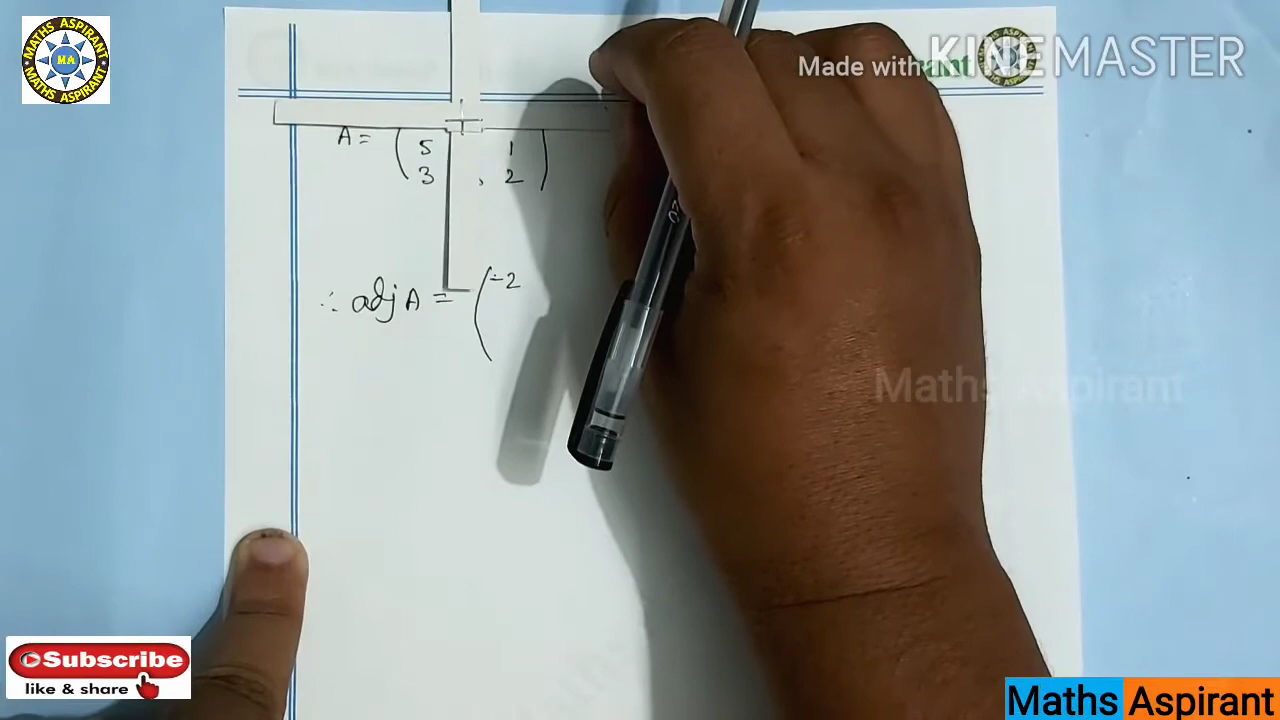 MATHS ASPIRANT
MA
MATHS ASPIRANT
Made with KINEMASTER
A = ( 5 1 )
3 , 2
∴ adj A = ( -2
Maths Aspirant
Subscribe
like & share
Maths Aspirant